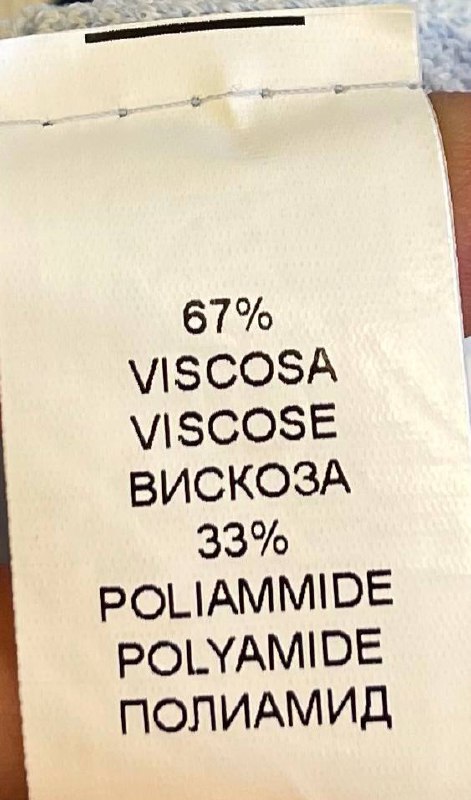 67%
VISCOSA
VISCOSE
ВИСКОЗА
33%
POLIAMMIDE
POLYAMIDE
ПОЛИАМИД